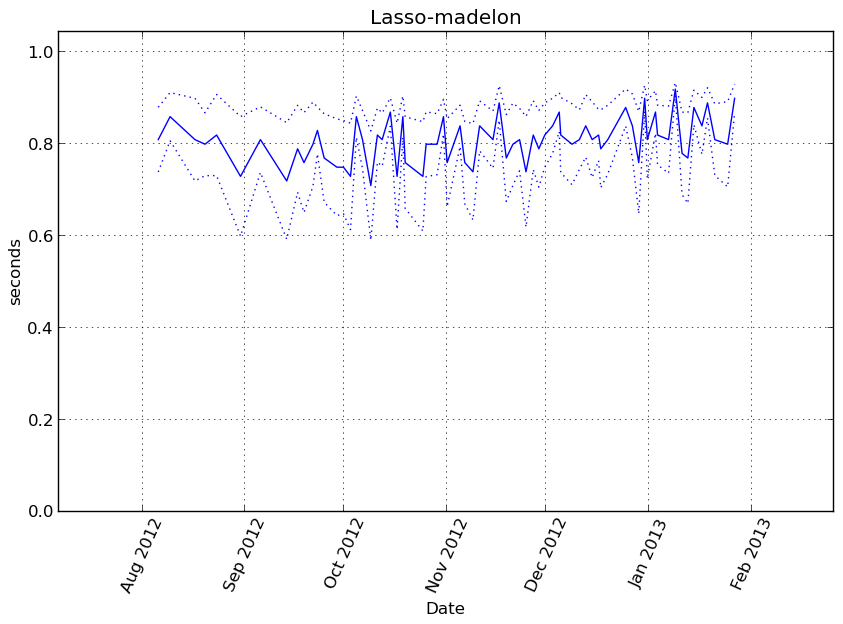 Lasso-madelon
1.0
0.8
0.6
0.4
0.2
0.0
seconds
Aug 2012
Sep 2012
Oct 2012
Nov 2012
Dec 2012
Jan 2013
Feb 2013
Date